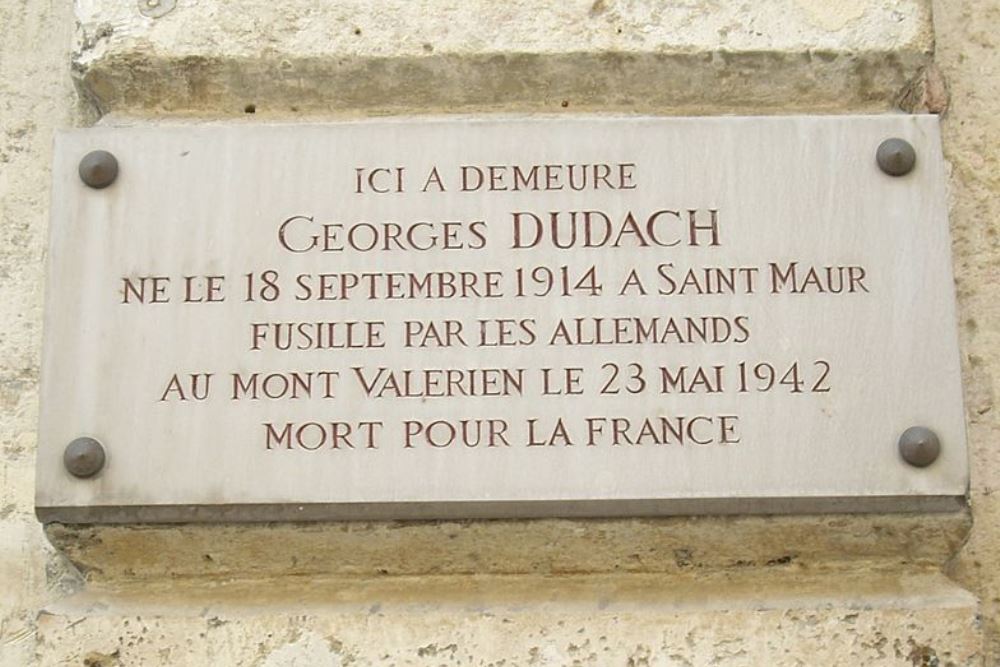 ICI A DEMEURE
GEORGES DUDACH
NE LE 18 SEPTEMBRE 1914 A SAINT MAUR
FUSILLE PAR LES ALLEMANDS
AU MONT VALERIEN LE 23 MAI 1942
MORT POUR LA FRANCE